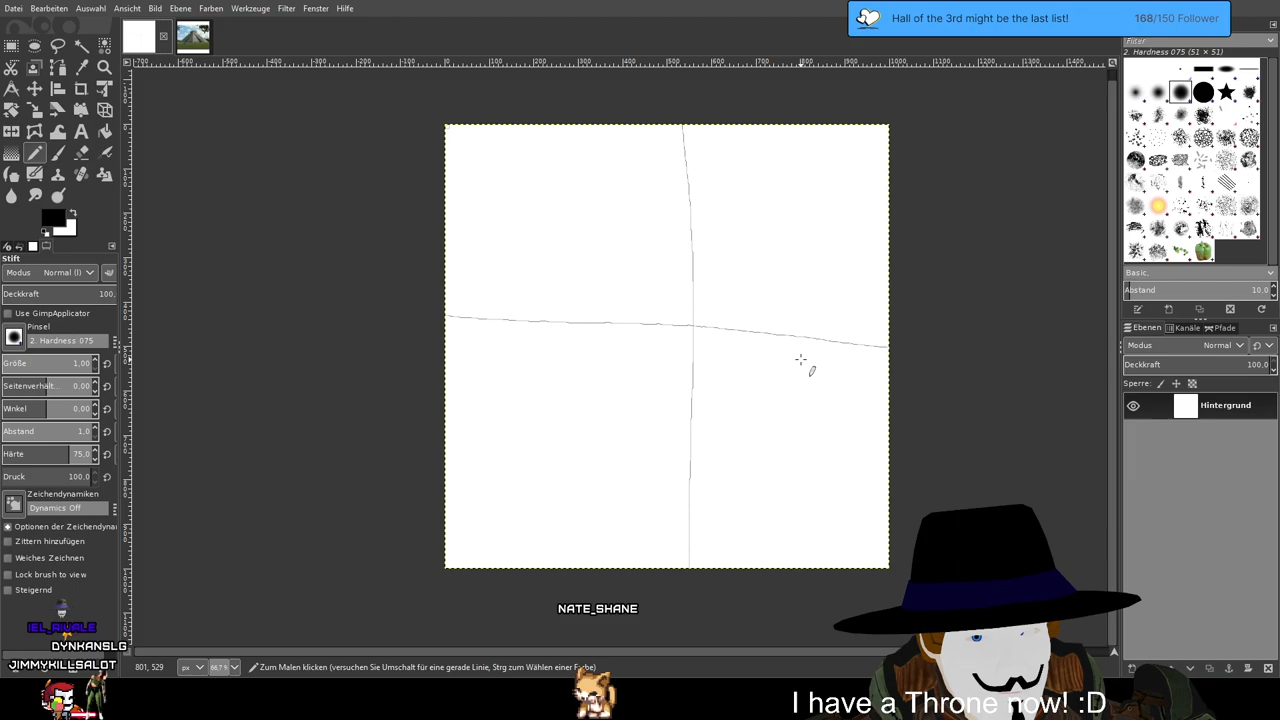 Datei Bearbeiten Auswahl Ansicht Bild Ebene Farben Werkzeuge Filter Fenster Hilfe
Hall of the 3rd might be the last list! 168/150 Follower
Filter
2. Hardness 075 (51 × 51)
Stift
Modus Normal (l)
Deckkraft 100,
Use GimpApplicator
Pinsel
2. Hardness 075
Größe 1,00
Seitenverhält... 0,00
Winkel 0,00
Abstand 1,0
Härte 75,0
Druck 100,0
Zeichendynamiken
Dynamics Off
Optionen der Zeichendyna
Zittern hinzufügen
Weiches Zeichnen
Lock brush to view
Steigernd
Basic,
Abstand 10,0
Ebenen Kanäle Pfade
Modus Normal
Deckkraft 100,0
Sperre:
Hintergrund
NATE_SHANE
DYNKANSLG
JIMMYKILLSALOT
801, 529 px 66,7 % Zum Malen klicken (versuchen Sie Umschalt für eine gerade Linie, Strg zum Wählen einer Farbe)
I have a Throne now! :D